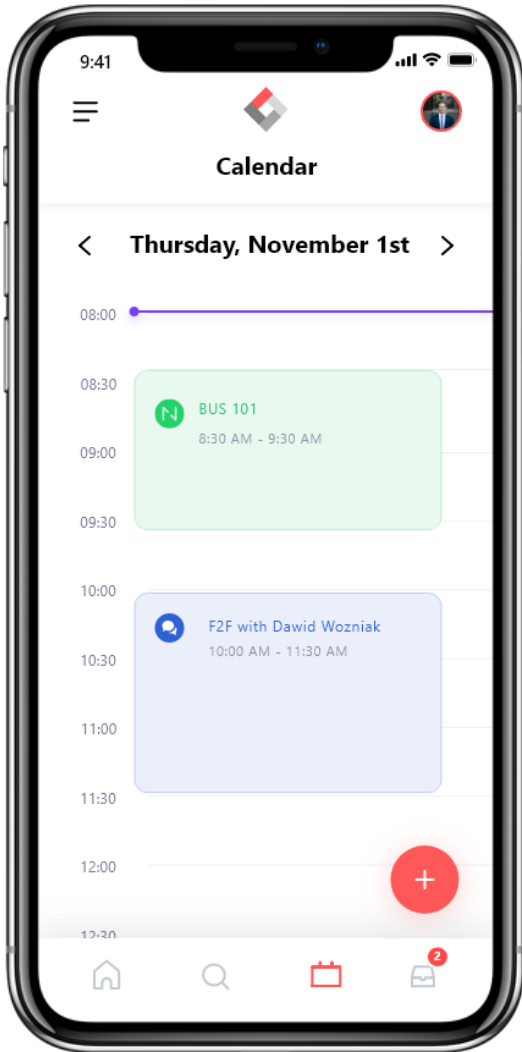 9:41
Calendar
Thursday, November 1st
08:00
08:30
BUS 101
8:30 AM - 9:30 AM
09:00
09:30
10:00
F2F with Dawid Wozniak
10:00 AM - 11:30 AM
10:30
11:00
11:30
12:00
+
12:30
2